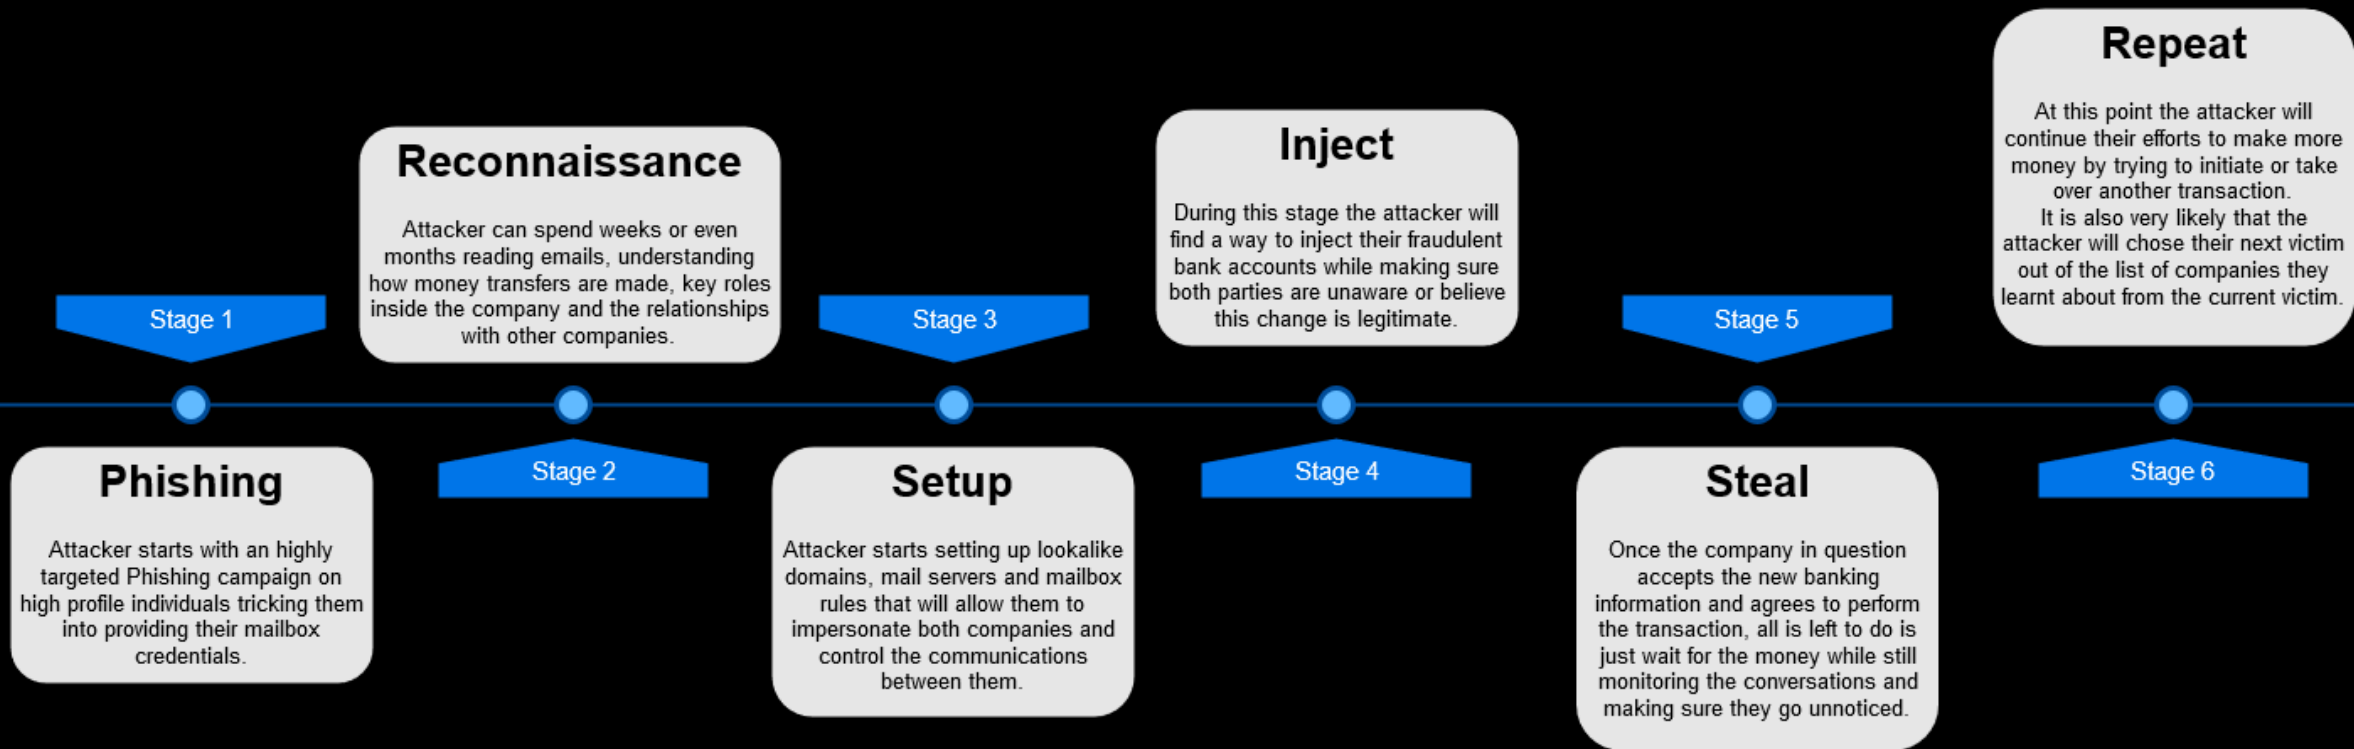 Stage 1
Phishing
Attacker starts with an highly
targeted Phishing campaign on
high profile individuals tricking them
into providing their mailbox
credentials.
Reconnaissance
Attacker can spend weeks or even
months reading emails, understanding
how money transfers are made, key roles
inside the company and the relationships
with other companies.
Stage 2
Stage 3
Setup
Attacker starts setting up lookalike
domains, mail servers and mailbox
rules that will allow them to
impersonate both companies and
control the communications
between them.
Inject
During this stage the attacker will
find a way to inject their fraudulent
bank accounts while making sure
both parties are unaware or believe
this change is legitimate.
Stage 4
Stage 5
Steal
Once the company in question
accepts the new banking
information and agrees to perform
the transaction, all is left to do is
just wait for the money while still
monitoring the conversations and
making sure they go unnoticed.
Repeat
At this point the attacker will
continue their efforts to make more
money by trying to initiate or take
over another transaction.
It is also very likely that the
attacker will chose their next victim
out of the list of companies they
learnt about from the current victim.
Stage 6